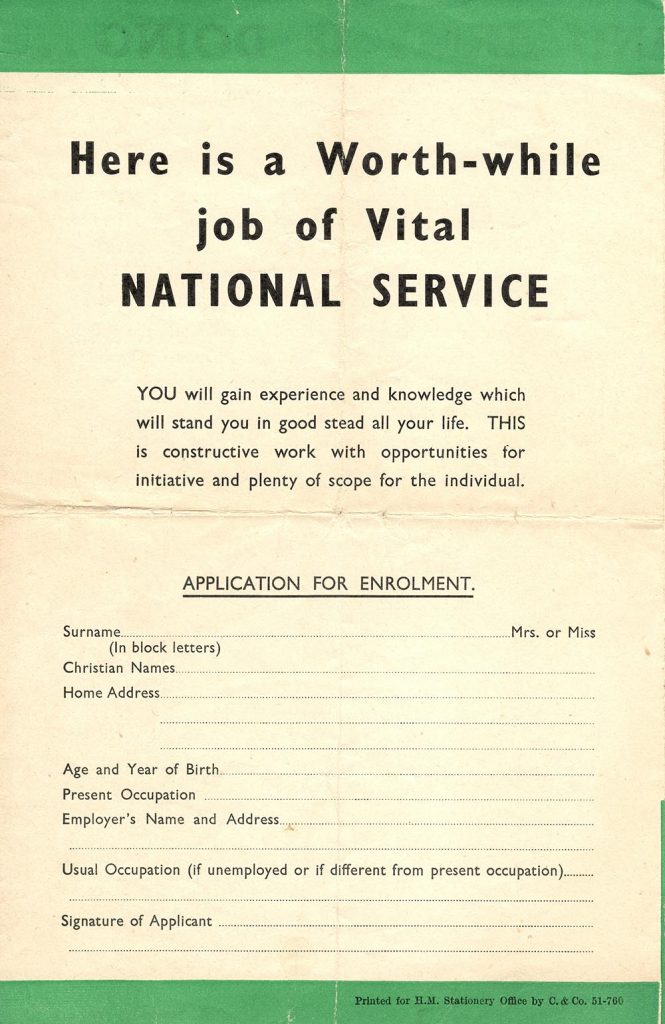 Here is a Worth-while
job of Vital
NATIONAL SERVICE
YOU will gain experience and knowledge which
will stand you in good stead all your life. THIS
is constructive work with opportunities for
initiative and plenty of scope for the individual.
APPLICATION FOR ENROLMENT.
Surname........................Mrs. or Miss
(In block letters)
Christian Names
Home Address
Age and Year of Birth
Present Occupation
Employer's Name and Address
Usual Occupation (if unemployed or if different from present occupation)
Signature of Applicant
Printed for H.M. Stationery Office by C. & Co. 51-760